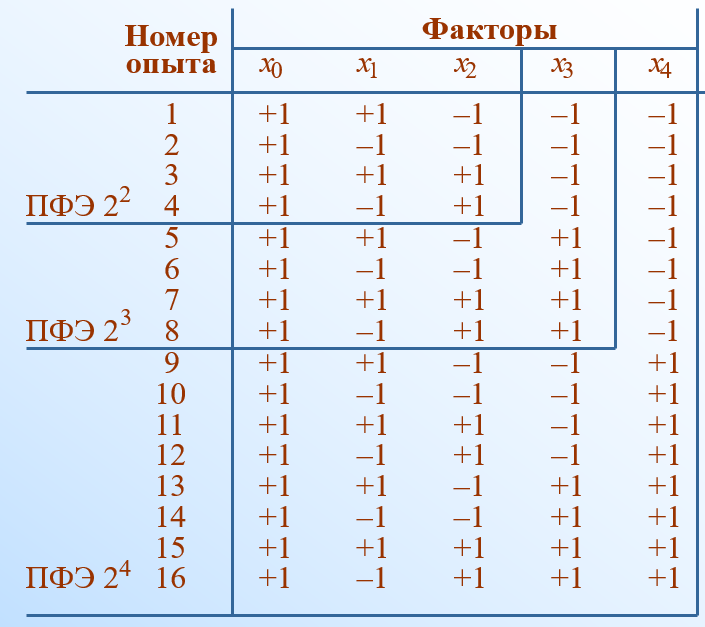 Номер опыта Факторы
x₀ x₁ x₂ x₃ x₄
1 +1 +1 –1 –1 –1
2 +1 –1 –1 –1 –1
3 +1 +1 +1 –1 –1
ПФЭ 2² 4 +1 –1 +1 –1 –1
5 +1 +1 –1 +1 –1
6 +1 –1 –1 +1 –1
7 +1 +1 +1 +1 –1
ПФЭ 2³ 8 +1 –1 +1 +1 –1
9 +1 +1 –1 –1 +1
10 +1 –1 –1 –1 +1
11 +1 +1 +1 –1 +1
12 +1 –1 +1 –1 +1
13 +1 +1 –1 +1 +1
14 +1 –1 –1 +1 +1
15 +1 +1 +1 +1 +1
ПФЭ 2⁴ 16 +1 –1 +1 +1 +1